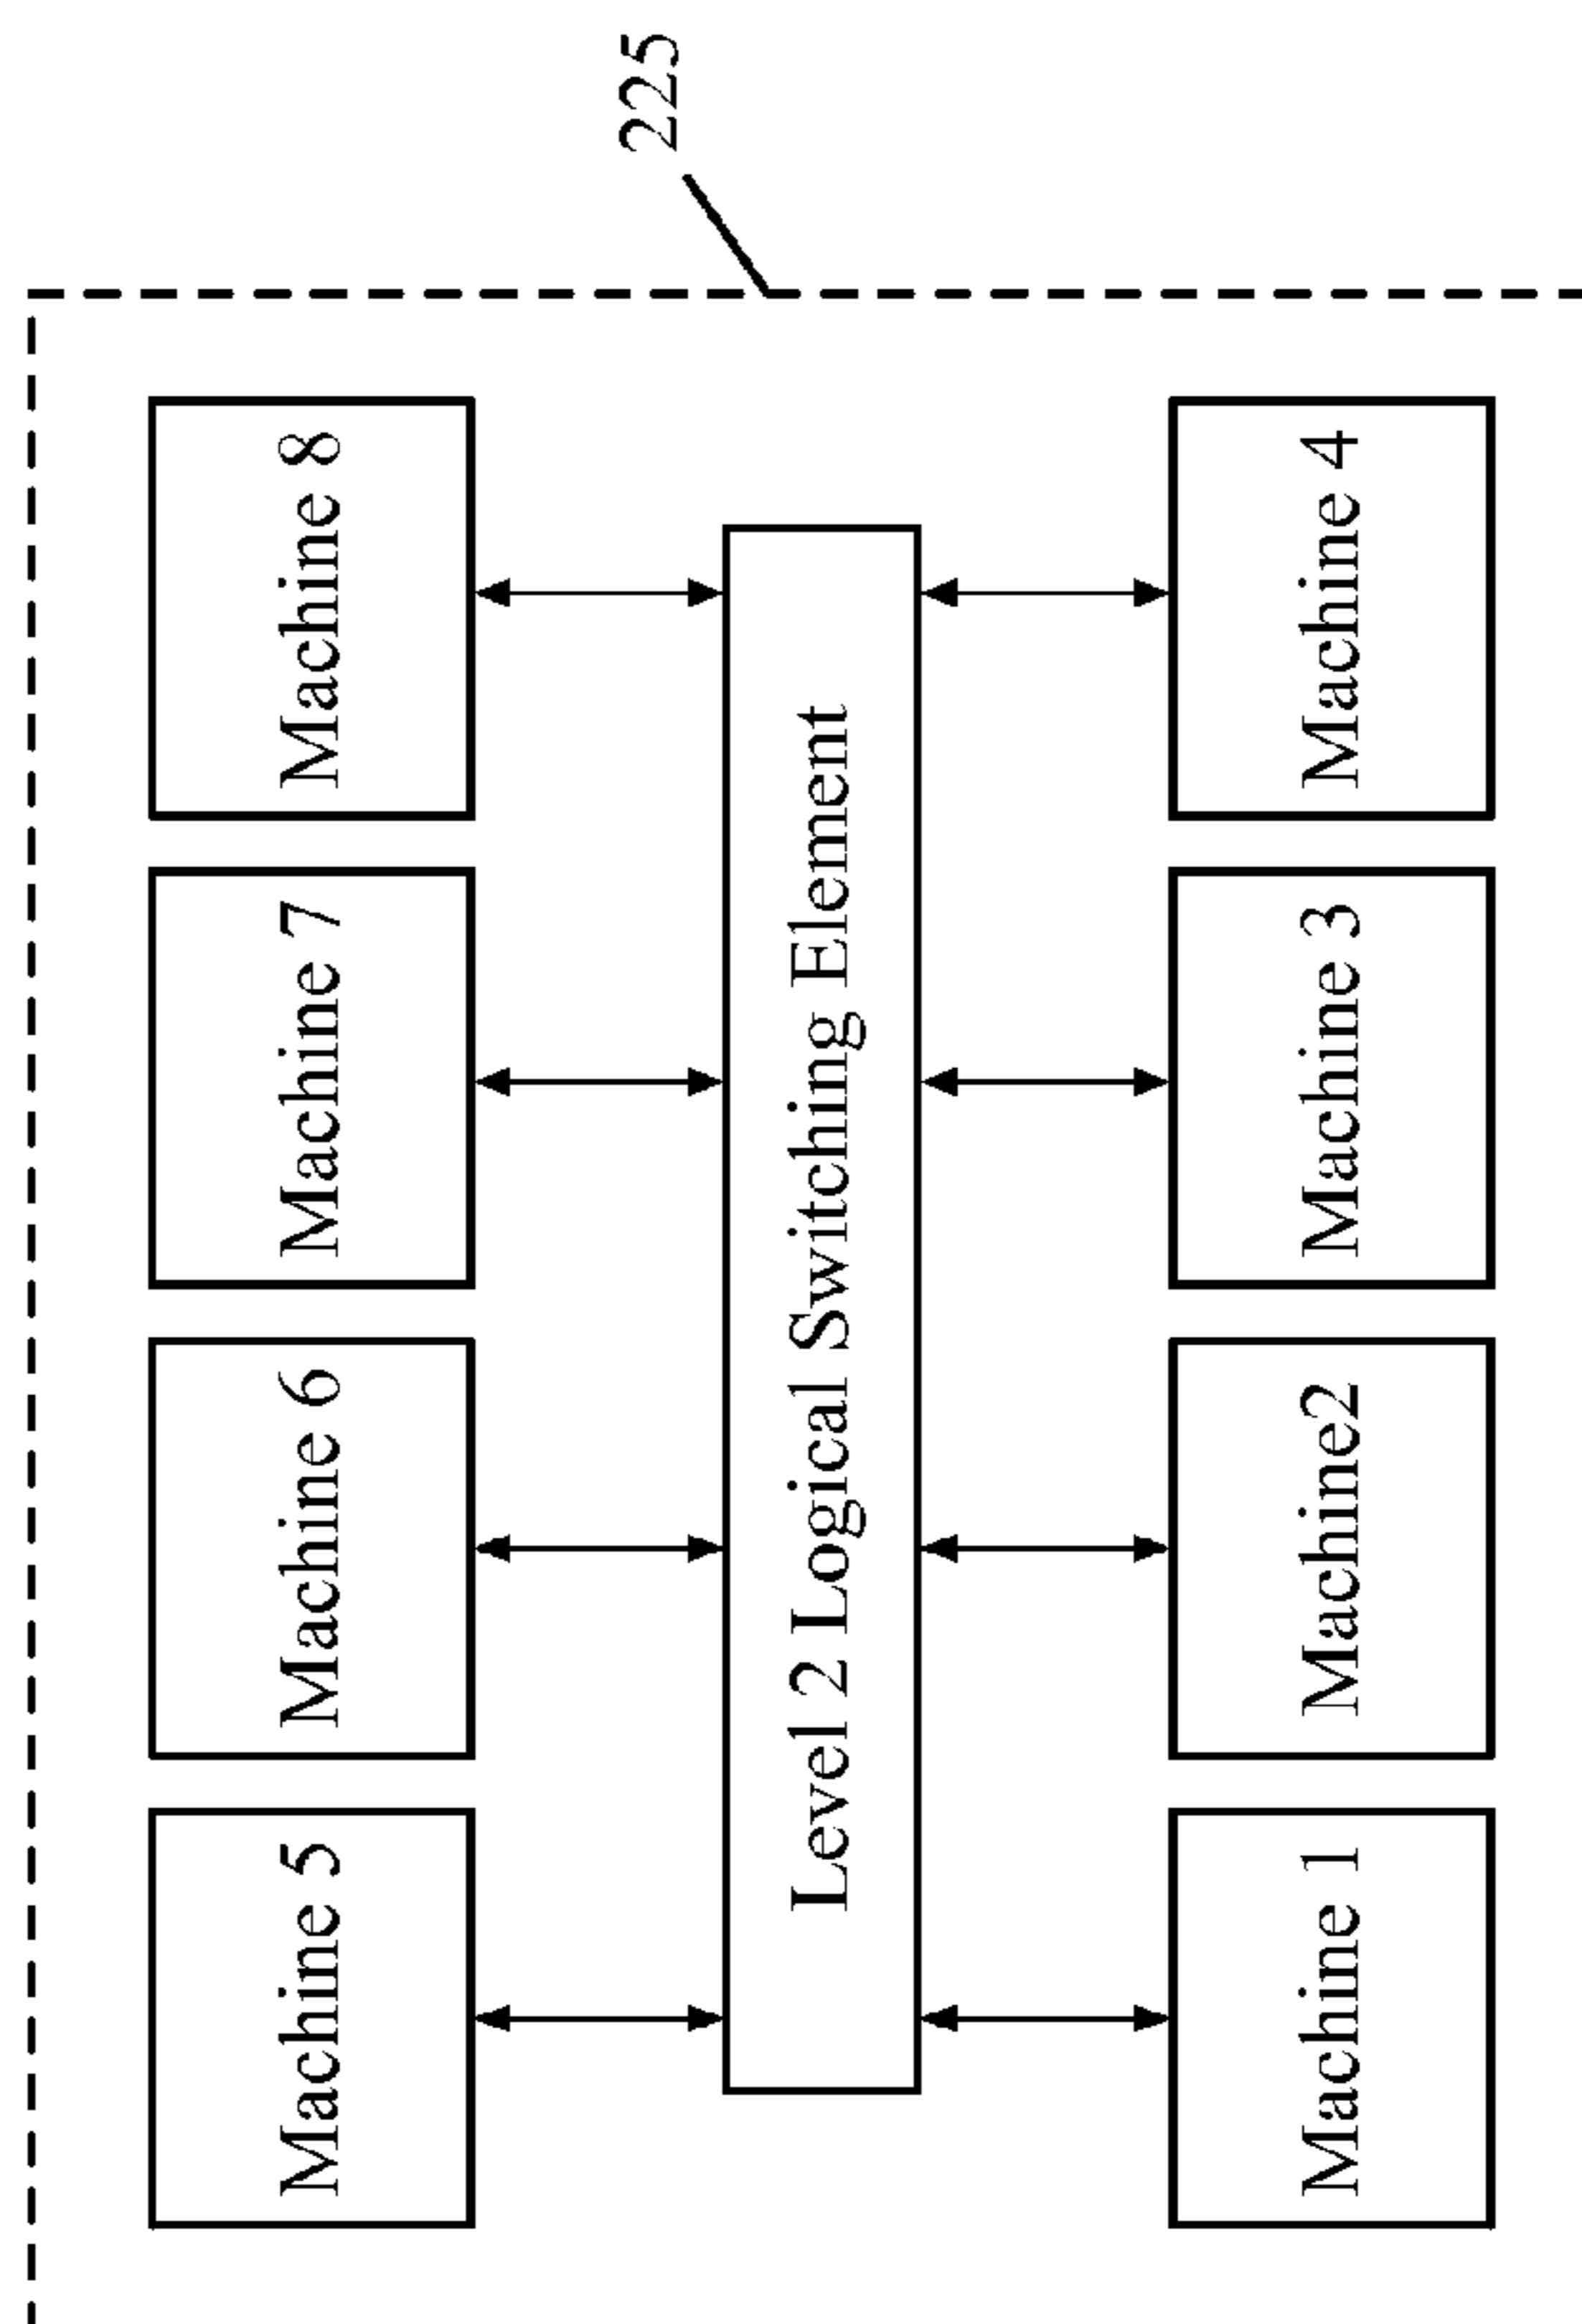 Machine 5
Machine 6
Machine 7
Machine 8
Level 2 Logical Switching Element
225
Machine 1
Machine2
Machine 3
Machine 4